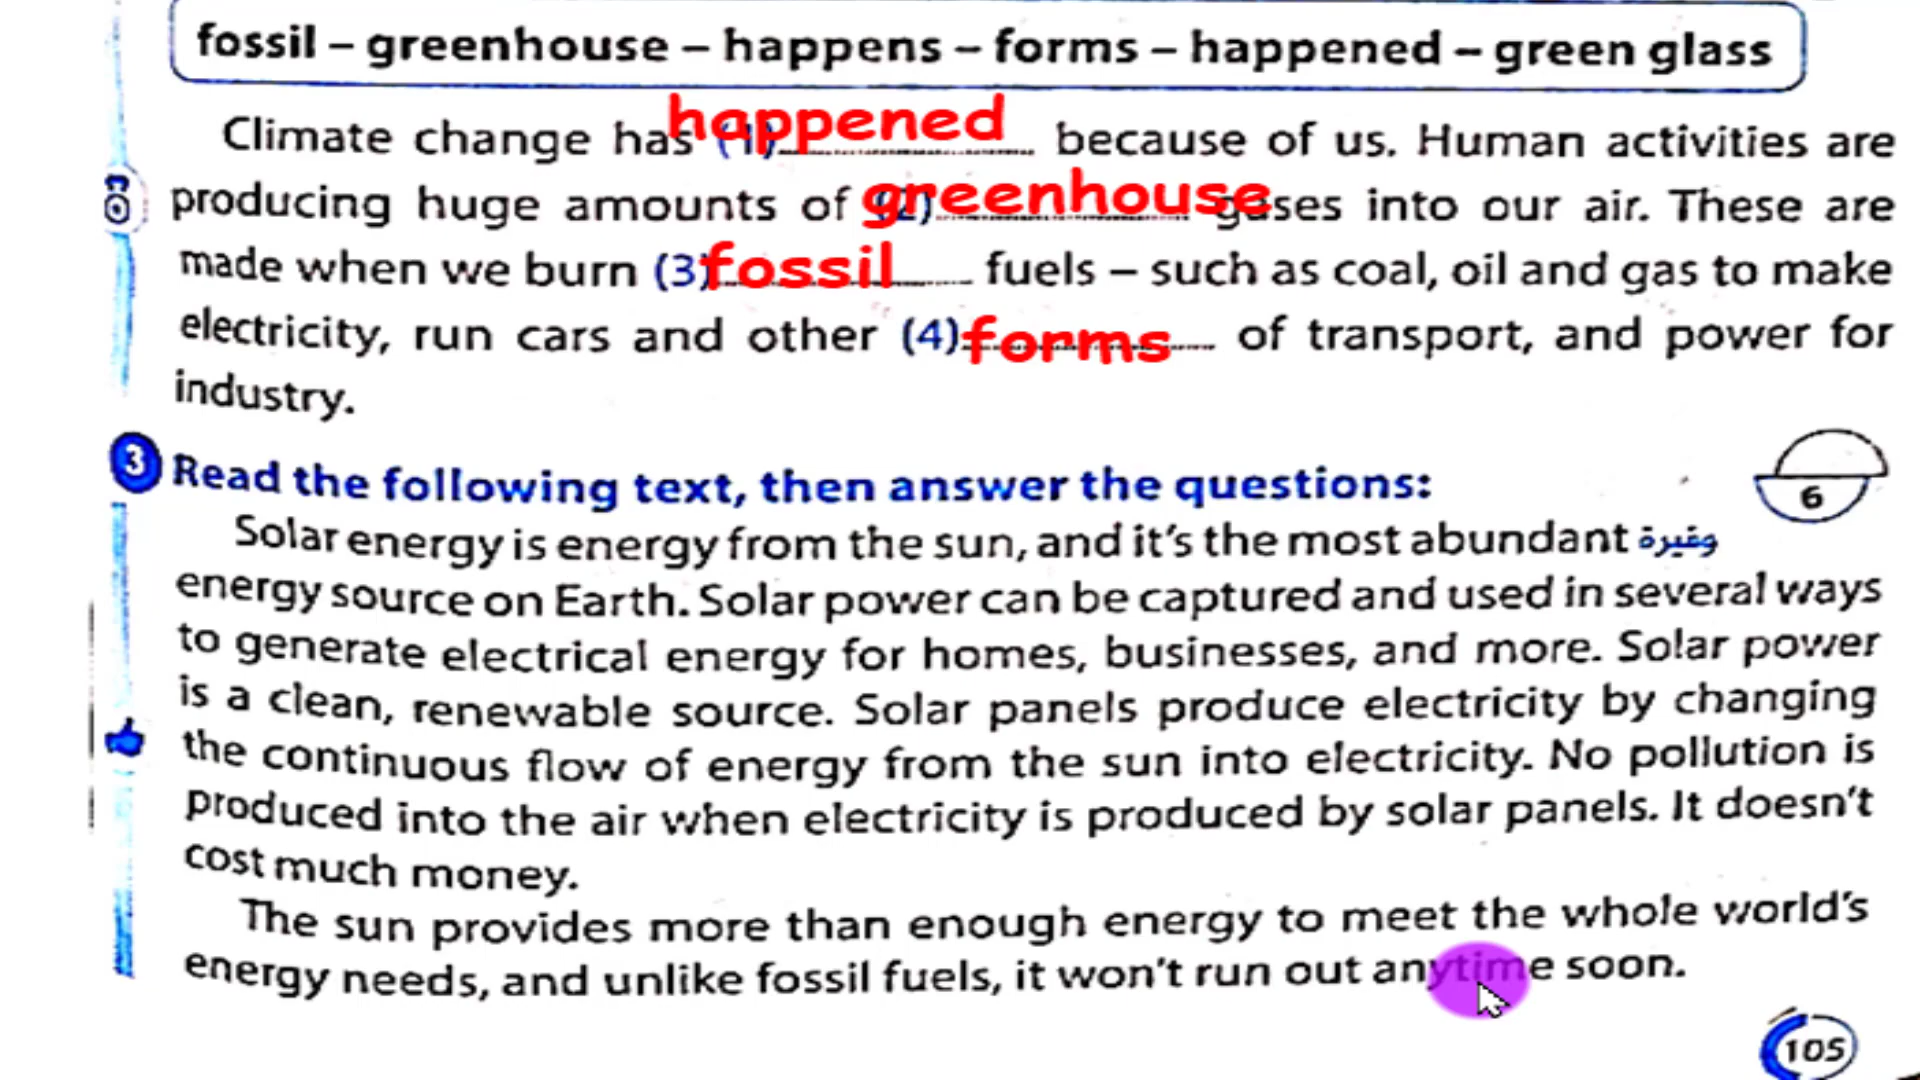 fossil – greenhouse – happens – forms – happened – green glass
Climate change has (1) happened because of us. Human activities are
producing huge amounts of (2) greenhouse gases into our air. These are
made when we burn (3) fossil fuels – such as coal, oil and gas to make
electricity, run cars and other (4) forms of transport, and power for
industry.
3 Read the following text, then answer the questions:
6
Solar energy is energy from the sun, and it's the most abundant وفيرة
energy source on Earth. Solar power can be captured and used in several ways
to generate electrical energy for homes, businesses, and more. Solar power
is a clean, renewable source. Solar panels produce electricity by changing
the continuous flow of energy from the sun into electricity. No pollution is
produced into the air when electricity is produced by solar panels. It doesn't
cost much money.
The sun provides more than enough energy to meet the whole world's
energy needs, and unlike fossil fuels, it won't run out anytime soon.
105